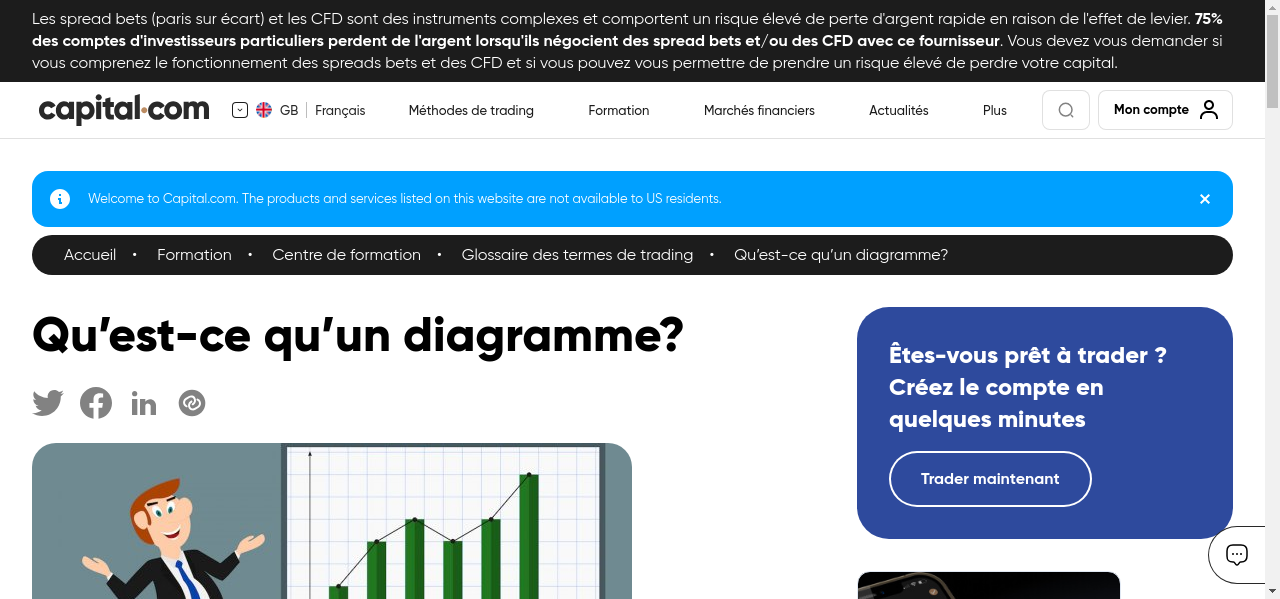 Les spread bets (paris sur écart) et les CFD sont des instruments complexes et comportent un risque élevé de perte d'argent rapide en raison de l'effet de levier. 75%
des comptes d'investisseurs particuliers perdent de l'argent lorsqu'ils négocient des spread bets et/ou des CFD avec ce fournisseur. Vous devez vous demander si
vous comprenez le fonctionnement des spreads bets et des CFD et si vous pouvez vous permettre de prendre un risque élevé de perdre votre capital.
capital.com GB Français Méthodes de trading Formation Marchés financiers Actualités Plus Mon compte
Welcome to Capital.com. The products and services listed on this website are not available to US residents.
Accueil • Formation • Centre de formation • Glossaire des termes de trading • Qu’est-ce qu’un diagramme?
Qu’est-ce qu’un diagramme?
Êtes-vous prêt à trader ?
Créez le compte en
quelques minutes
Trader maintenant